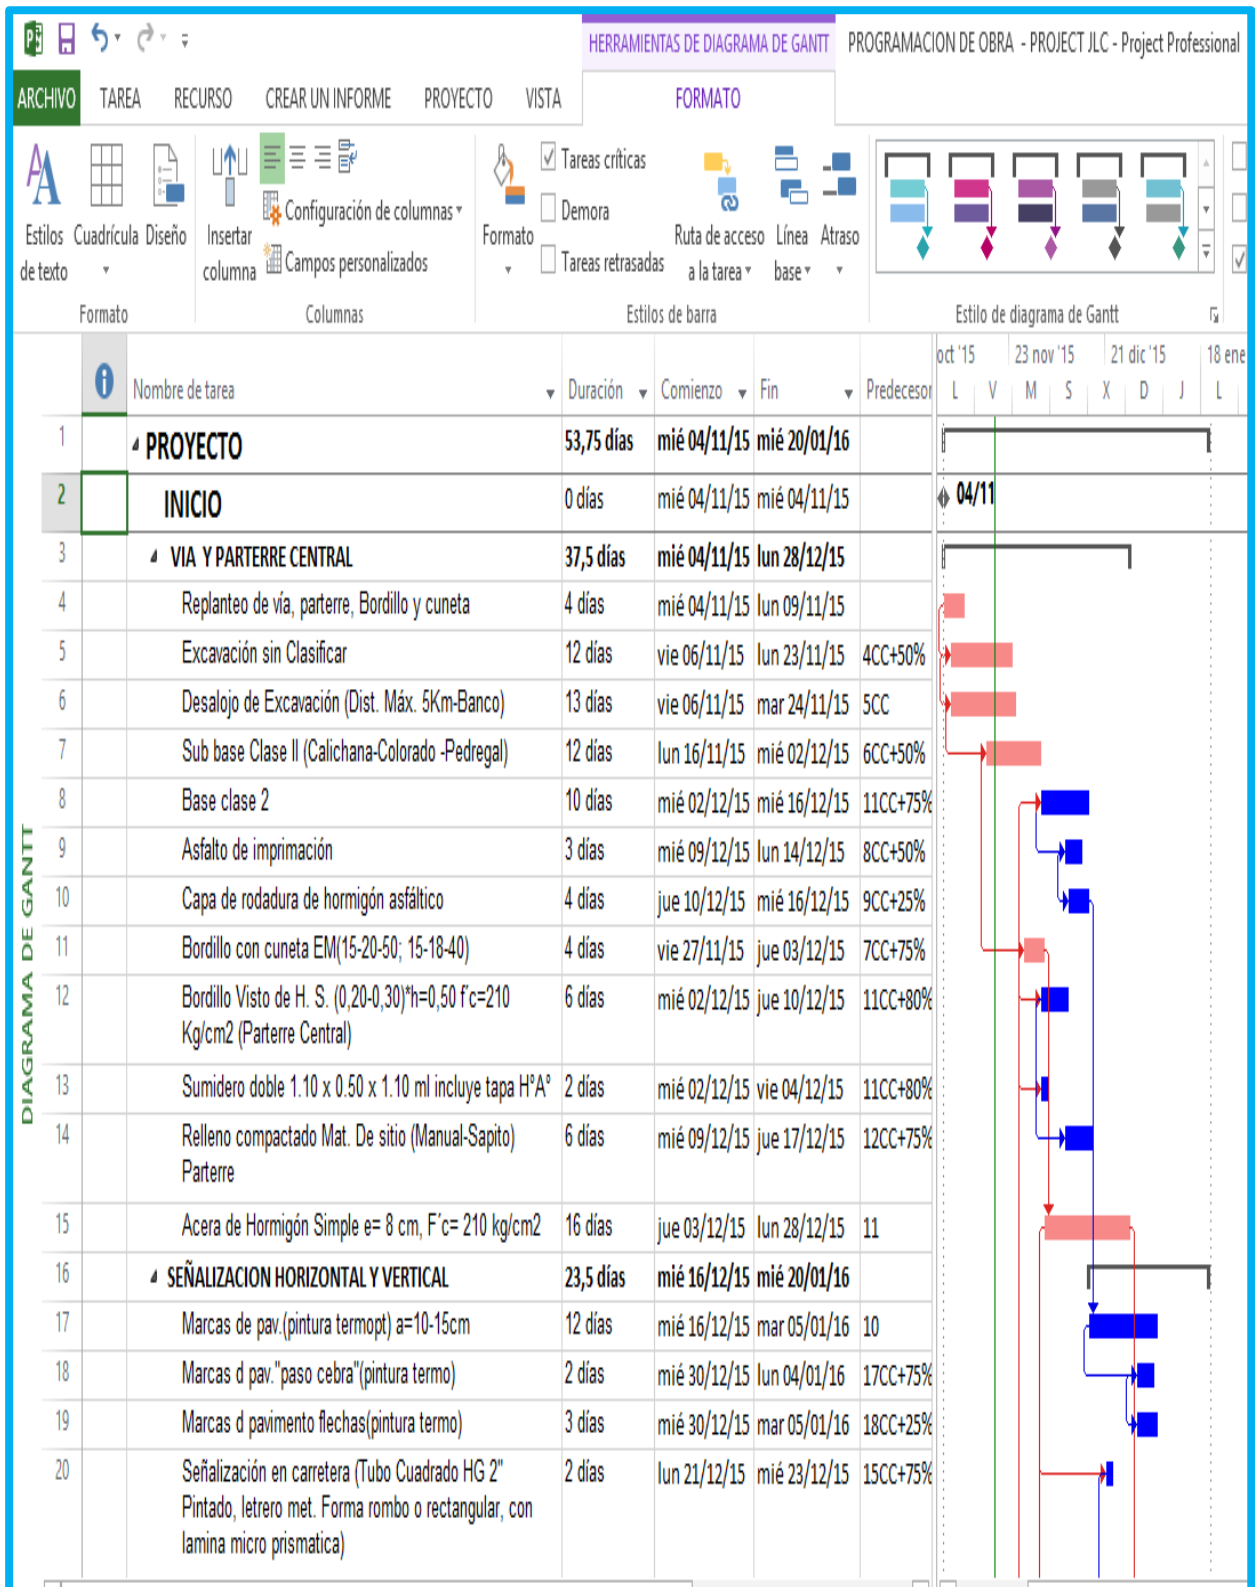 HERRAMIENTAS DE DIAGRAMA DE GANTT
PROGRAMACION DE OBRA - PROJECT JLC - Project Professional
ARCHIVO TAREA RECURSO CREAR UN INFORME PROYECTO VISTA FORMATO
Estilos de texto
Cuadrícula
Diseño
Formato
Insertar columna
Configuración de columnas
Campos personalizados
Columnas
Formato
Tareas críticas
Demora
Tareas retrasadas
Ruta de acceso a la tarea
Línea base
Atraso
Estilos de barra
Estilo de diagrama de Gantt
Nombre de tarea Duración Comienzo Fin Predecesor
oct '15 23 nov '15 21 dic '15 18 ene
L V M S X D J L
DIAGRAMA DE GANTT
1 PROYECTO 53,75 días mié 04/11/15 mié 20/01/16
2 INICIO 0 días mié 04/11/15 mié 04/11/15 04/11
3 VIA Y PARTERRE CENTRAL 37,5 días mié 04/11/15 lun 28/12/15
4 Replanteo de vía, parterre, Bordillo y cuneta 4 días mié 04/11/15 lun 09/11/15
5 Excavación sin Clasificar 12 días vie 06/11/15 lun 23/11/15 4CC+50%
6 Desalojo de Excavación (Dist. Máx. 5Km-Banco) 13 días vie 06/11/15 mar 24/11/15 5CC
7 Sub base Clase II (Calichana-Colorado -Pedregal) 12 días lun 16/11/15 mié 02/12/15 6CC+50%
8 Base clase 2 10 días mié 02/12/15 mié 16/12/15 11CC+75%
9 Asfalto de imprimación 3 días mié 09/12/15 lun 14/12/15 8CC+50%
10 Capa de rodadura de hormigón asfáltico 4 días jue 10/12/15 mié 16/12/15 9CC+25%
11 Bordillo con cuneta EM(15-20-50; 15-18-40) 4 días vie 27/11/15 jue 03/12/15 7CC+75%
12 Bordillo Visto de H. S. (0,20-0,30)*h=0,50 f´c=210 6 días mié 02/12/15 jue 10/12/15 11CC+80%
Kg/cm2 (Parterre Central)
13 Sumidero doble 1.10 x 0.50 x 1.10 ml incluye tapa H°A° 2 días mié 02/12/15 vie 04/12/15 11CC+80%
14 Relleno compactado Mat. De sitio (Manual-Sapito) 6 días mié 09/12/15 jue 17/12/15 12CC+75%
Parterre
15 Acera de Hormigón Simple e= 8 cm, F´c= 210 kg/cm2 16 días jue 03/12/15 lun 28/12/15 11
16 SEÑALIZACION HORIZONTAL Y VERTICAL 23,5 días mié 16/12/15 mié 20/01/16
17 Marcas de pav.(pintura termopt) a=10-15cm 12 días mié 16/12/15 mar 05/01/16 10
18 Marcas d pav."paso cebra"(pintura termo) 2 días mié 30/12/15 lun 04/01/16 17CC+75%
19 Marcas d pavimento flechas(pintura termo) 3 días mié 30/12/15 mar 05/01/16 18CC+25%
20 Señalización en carretera (Tubo Cuadrado HG 2" 2 días lun 21/12/15 mié 23/12/15 15CC+75%
Pintado, letrero met. Forma rombo o rectangular, con
lamina micro prismatica)